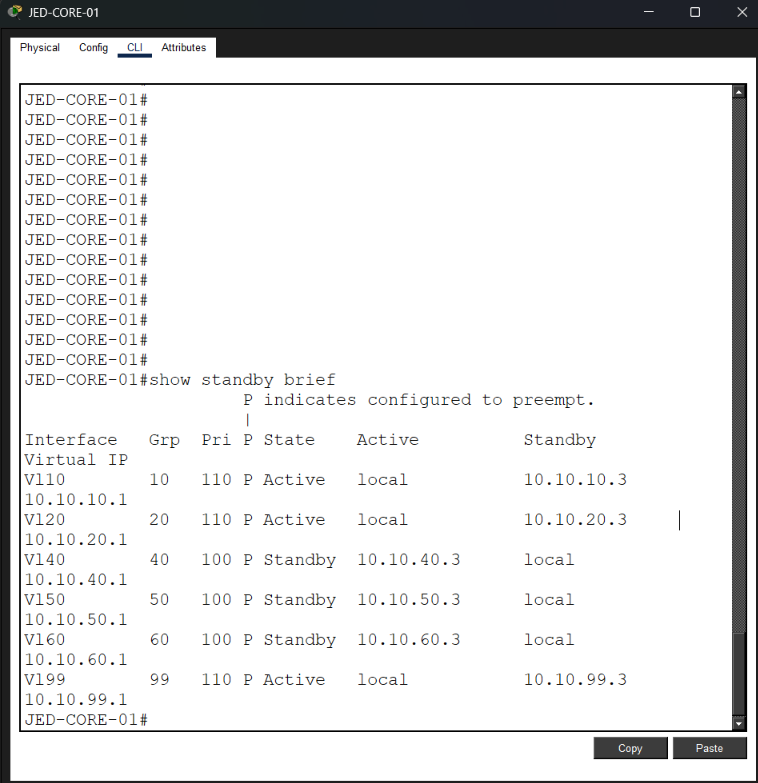 JED-CORE-01
Physical Config CLI Attributes
JED-CORE-01#
JED-CORE-01#
JED-CORE-01#
JED-CORE-01#
JED-CORE-01#
JED-CORE-01#
JED-CORE-01#
JED-CORE-01#
JED-CORE-01#
JED-CORE-01#
JED-CORE-01#
JED-CORE-01#
JED-CORE-01#
JED-CORE-01#
JED-CORE-01#show standby brief
P indicates configured to preempt.
|
Interface Grp Pri P State Active Standby
Virtual IP
Vl10 10 110 P Active local 10.10.10.3
10.10.10.1
Vl20 20 110 P Active local 10.10.20.3
10.10.20.1
Vl40 40 100 P Standby 10.10.40.3 local
10.10.40.1
Vl50 50 100 P Standby 10.10.50.3 local
10.10.50.1
Vl60 60 100 P Standby 10.10.60.3 local
10.10.60.1
Vl99 99 110 P Active local 10.10.99.3
10.10.99.1
JED-CORE-01#
Copy Paste